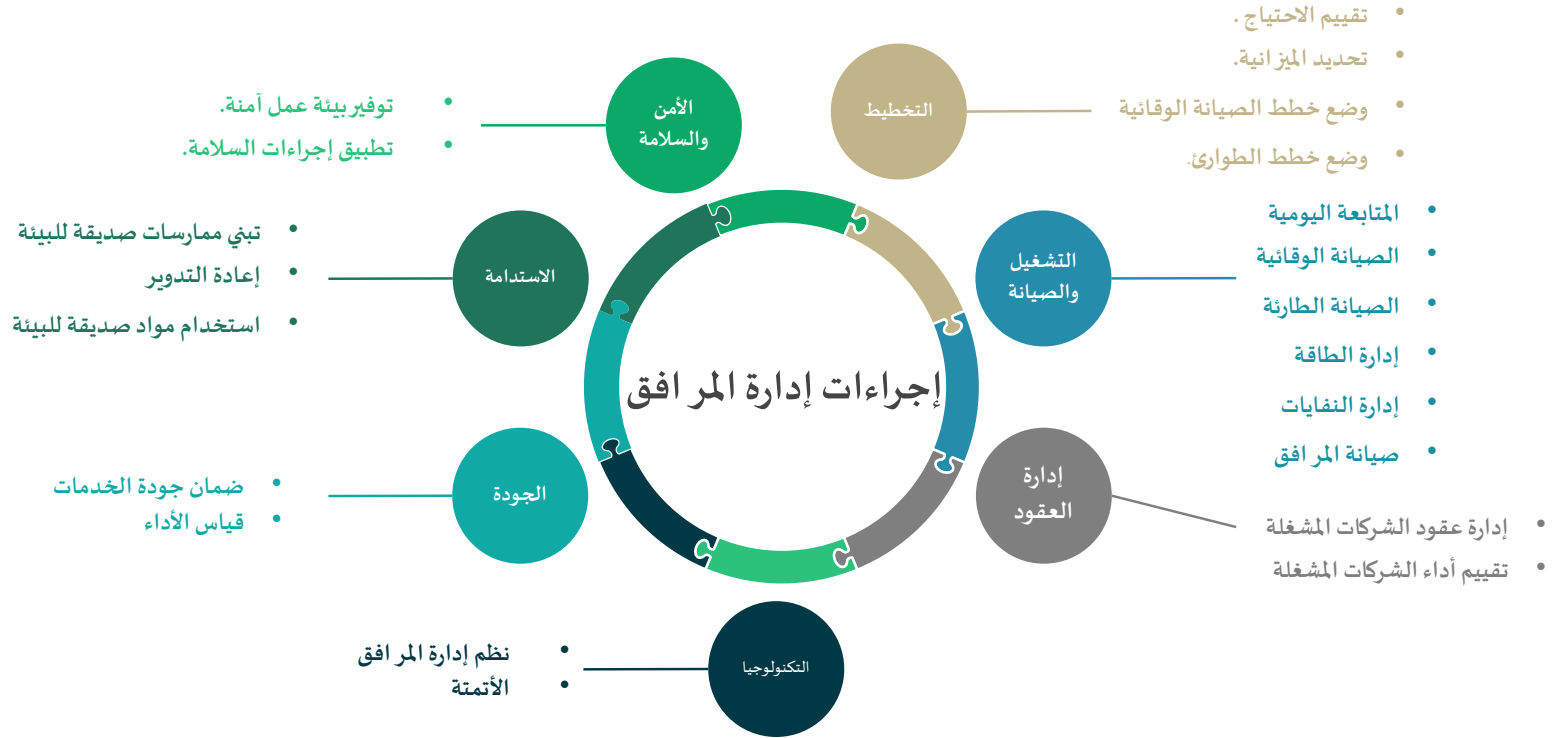 إجراءات إدارة المرافق
التخطيط
تقييم الاحتياج .
تحديد الميزانية.
وضع خطط الصيانة الوقائية
وضع خطط الطوارئ.
التشغيل
والصيانة
المتابعة اليومية
الصيانة الوقائية
الصيانة الطارئة
إدارة الطاقة
إدارة النفايات
صيانة المرافق
إدارة
العقود
إدارة عقود الشركات المشغلة
تقييم أداء الشركات المشغلة
التكنولوجيا
نظم إدارة المرافق
الأتمتة
الجودة
ضمان جودة الخدمات
قياس الأداء
الاستدامة
تبني ممارسات صديقة للبيئة
إعادة التدوير
استخدام مواد صديقة للبيئة
الأمن
والسلامة
توفير بيئة عمل آمنة.
تطبيق إجراءات السلامة.